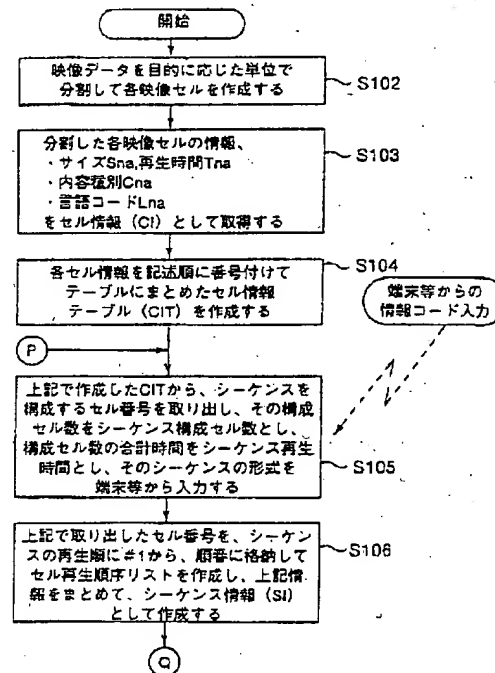 開始
映像データを目的に応じた単位で
分割して各映像セルを作成する
S102
分割した各映像セルの情報、
・サイズSna,再生時間Tna
・内容種別Cna
・言語コードLna
をセル情報（CI）として取得する
S103
各セル情報を記述順に番号付けて
テーブルにまとめたセル情報
テーブル（CIT）を作成する
S104
端末等からの
情報コード入力
P
上記で作成したCITから、シーケンスを
構成するセル番号を取り出し、その構成
セル数をシーケンス構成セル数とし、
構成セル数の合計時間をシーケンス再生
時間とし、そのシーケンスの形式を
端末等から入力する
S105
上記で取り出したセル番号を、シーケン
スの再生順に#1から、順番に格納して
セル再生順序リストを作成し、上記情
報をまとめて、シーケンス情報（SI）
として作成する
S106
Q